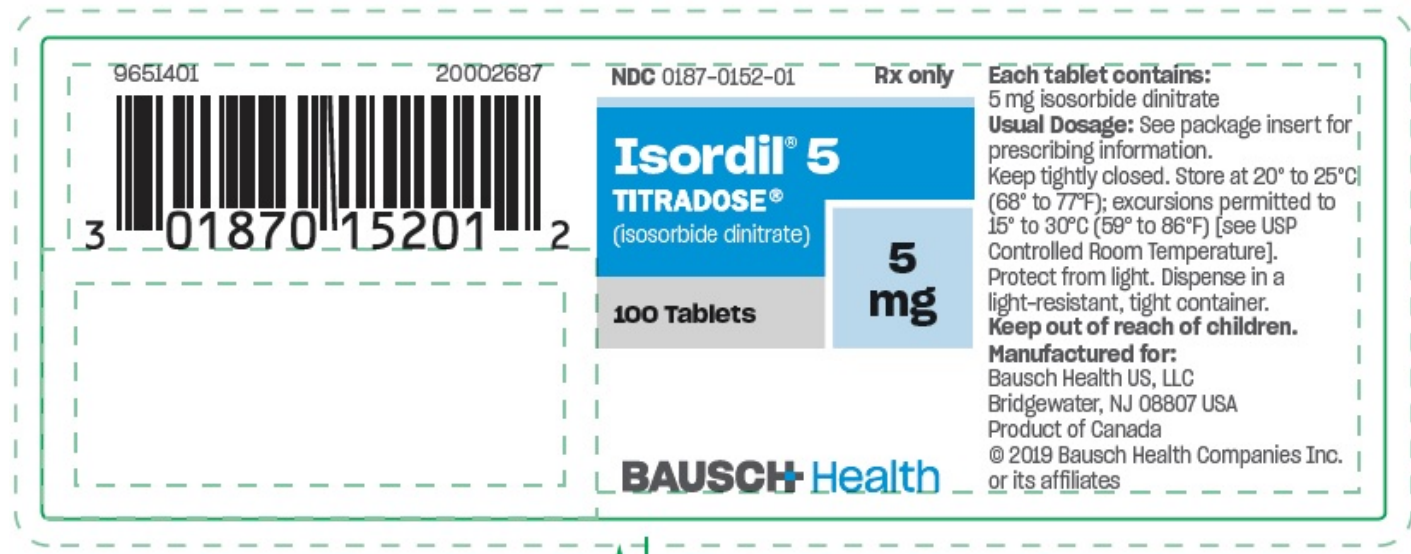 9651401 20002687
3 01870 15201 2
NDC 0187-0152-01 Rx only
Isordil® 5
TITRADOSE®
(isosorbide dinitrate)
5
mg
100 Tablets
BAUSCH+Health
Each tablet contains:
5 mg isosorbide dinitrate
Usual Dosage: See package insert for
prescribing information.
Keep tightly closed. Store at 20° to 25°C
(68° to 77°F); excursions permitted to
15° to 30°C (59° to 86°F) [see USP
Controlled Room Temperature].
Protect from light. Dispense in a
light-resistant, tight container.
Keep out of reach of children.
Manufactured for:
Bausch Health US, LLC
Bridgewater, NJ 08807 USA
Product of Canada
© 2019 Bausch Health Companies Inc.
or its affiliates